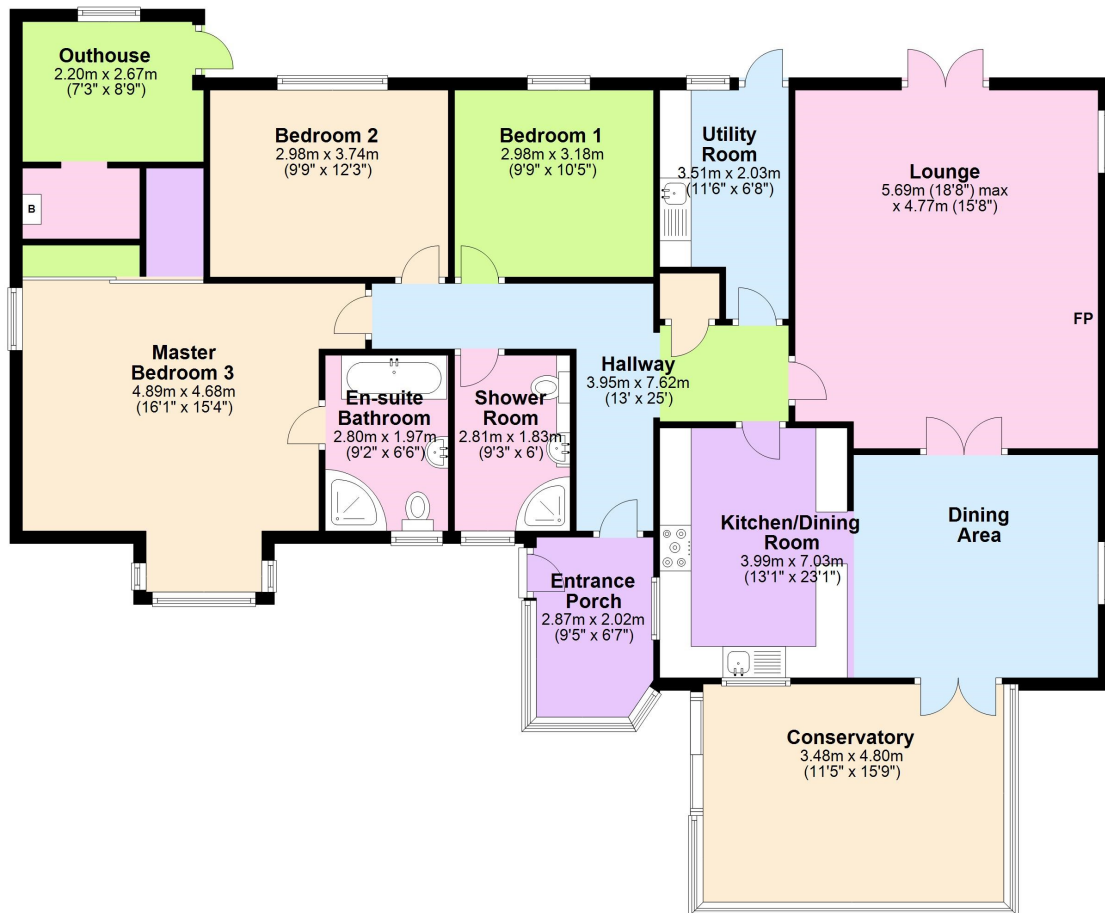 Outhouse
2.20m x 2.67m
(7'3" x 8'9")
Bedroom 2
2.98m x 3.74m
(9'9" x 12'3")
Bedroom 1
2.98m x 3.18m
(9'9" x 10'5")
Utility
Room
3.51m x 2.03m
(11'6" x 6'8")
Lounge
5.69m (18'8") max
x 4.77m (15'8")
B
FP
Master
Bedroom 3
4.89m x 4.68m
(16'1" x 15'4")
En-suite
Bathroom
2.80m x 1.97m
(9'2" x 6'6")
Shower
Room
2.81m x 1.83m
(9'3" x 6')
Hallway
3.95m x 7.62m
(13' x 25')
Kitchen/Dining
Room
3.99m x 7.03m
(13'1" x 23'1")
Dining
Area
Entrance
Porch
2.87m x 2.02m
(9'5" x 6'7")
Conservatory
3.48m x 4.80m
(11'5" x 15'9")